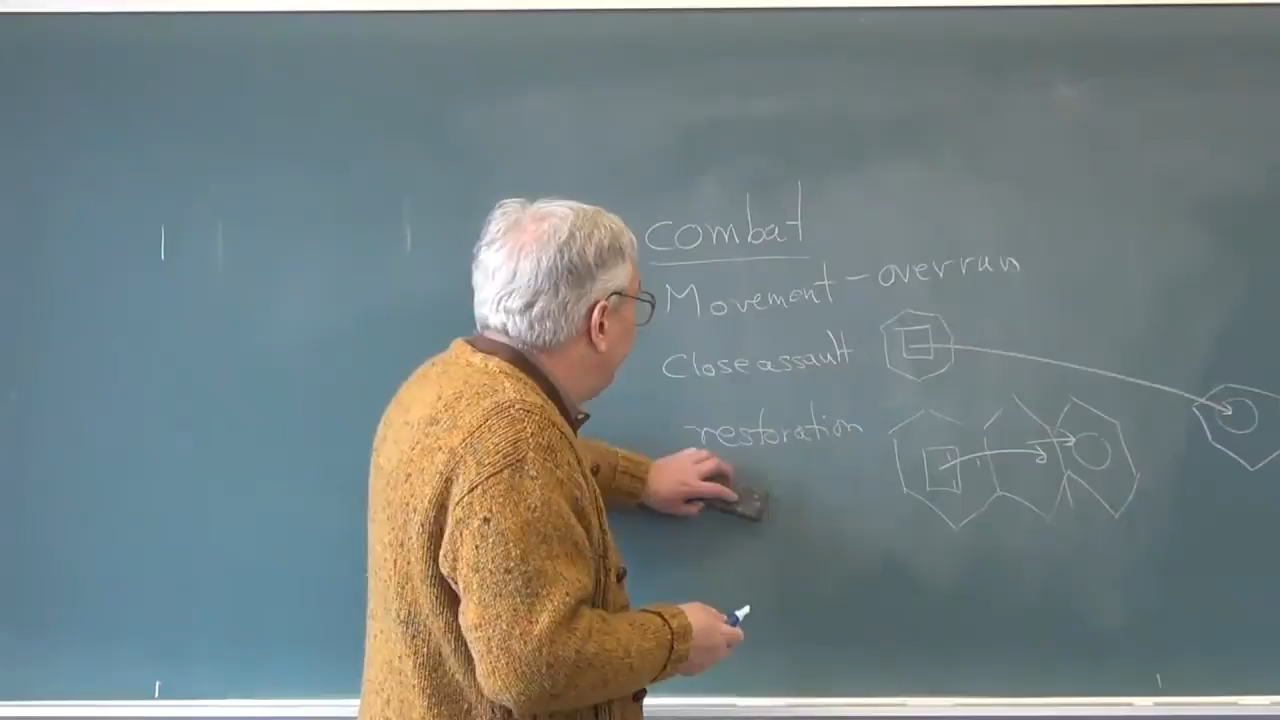 combat
Movement - overrun
Close assault
restoration